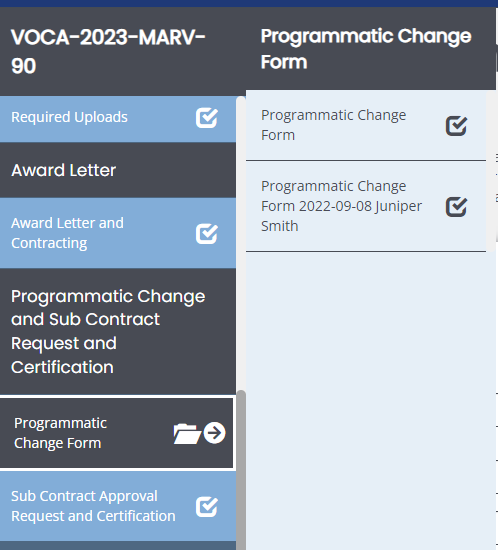 VOCA-2023-MARV-
90
Required Uploads
Award Letter
Award Letter and
Contracting
Programmatic Change
and Sub Contract
Request and
Certification
Programmatic
Change Form
Sub Contract Approval
Request and Certification
Programmatic Change
Form
Programmatic Change
Form
Programmatic Change
Form 2022-09-08 Juniper
Smith